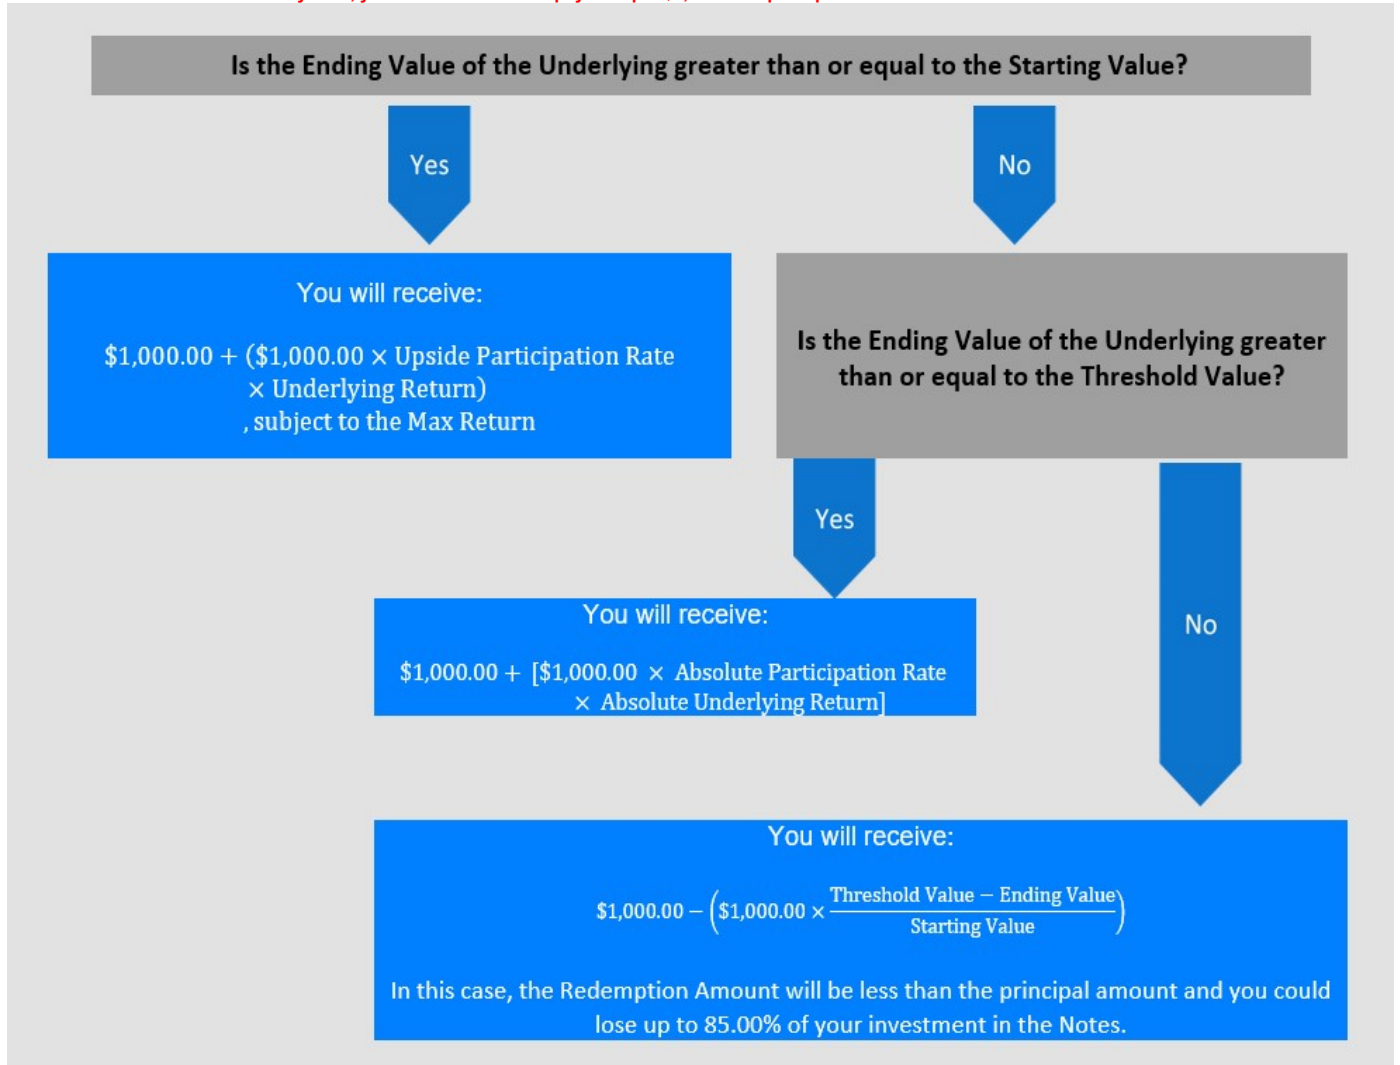 Is the Ending Value of the Underlying greater than or equal to the Starting Value?
Yes
No
You will receive:
$1,000.00 + ($1,000.00 × Upside Participation Rate
× Underlying Return)
, subject to the Max Return
Is the Ending Value of the Underlying greater
than or equal to the Threshold Value?
Yes
No
You will receive:
$1,000.00 + [$1,000.00 × Absolute Participation Rate
× Absolute Underlying Return]
You will receive:
$1,000.00 − ($1,000.00 × Threshold Value − Ending Value
Starting Value)
In this case, the Redemption Amount will be less than the principal amount and you could
lose up to 85.00% of your investment in the Notes.